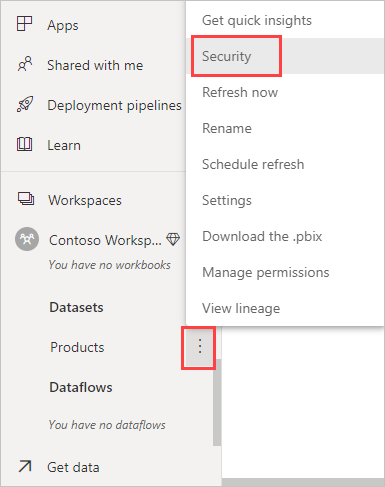 Apps
Shared with me
Deployment pipelines
Learn
Workspaces
Contoso Worksp...
You have no workbooks
Datasets
Products
Dataflows
You have no dataflows
Get data
Get quick insights
Security
Refresh now
Rename
Schedule refresh
Settings
Download the .pbix
Manage permissions
View lineage